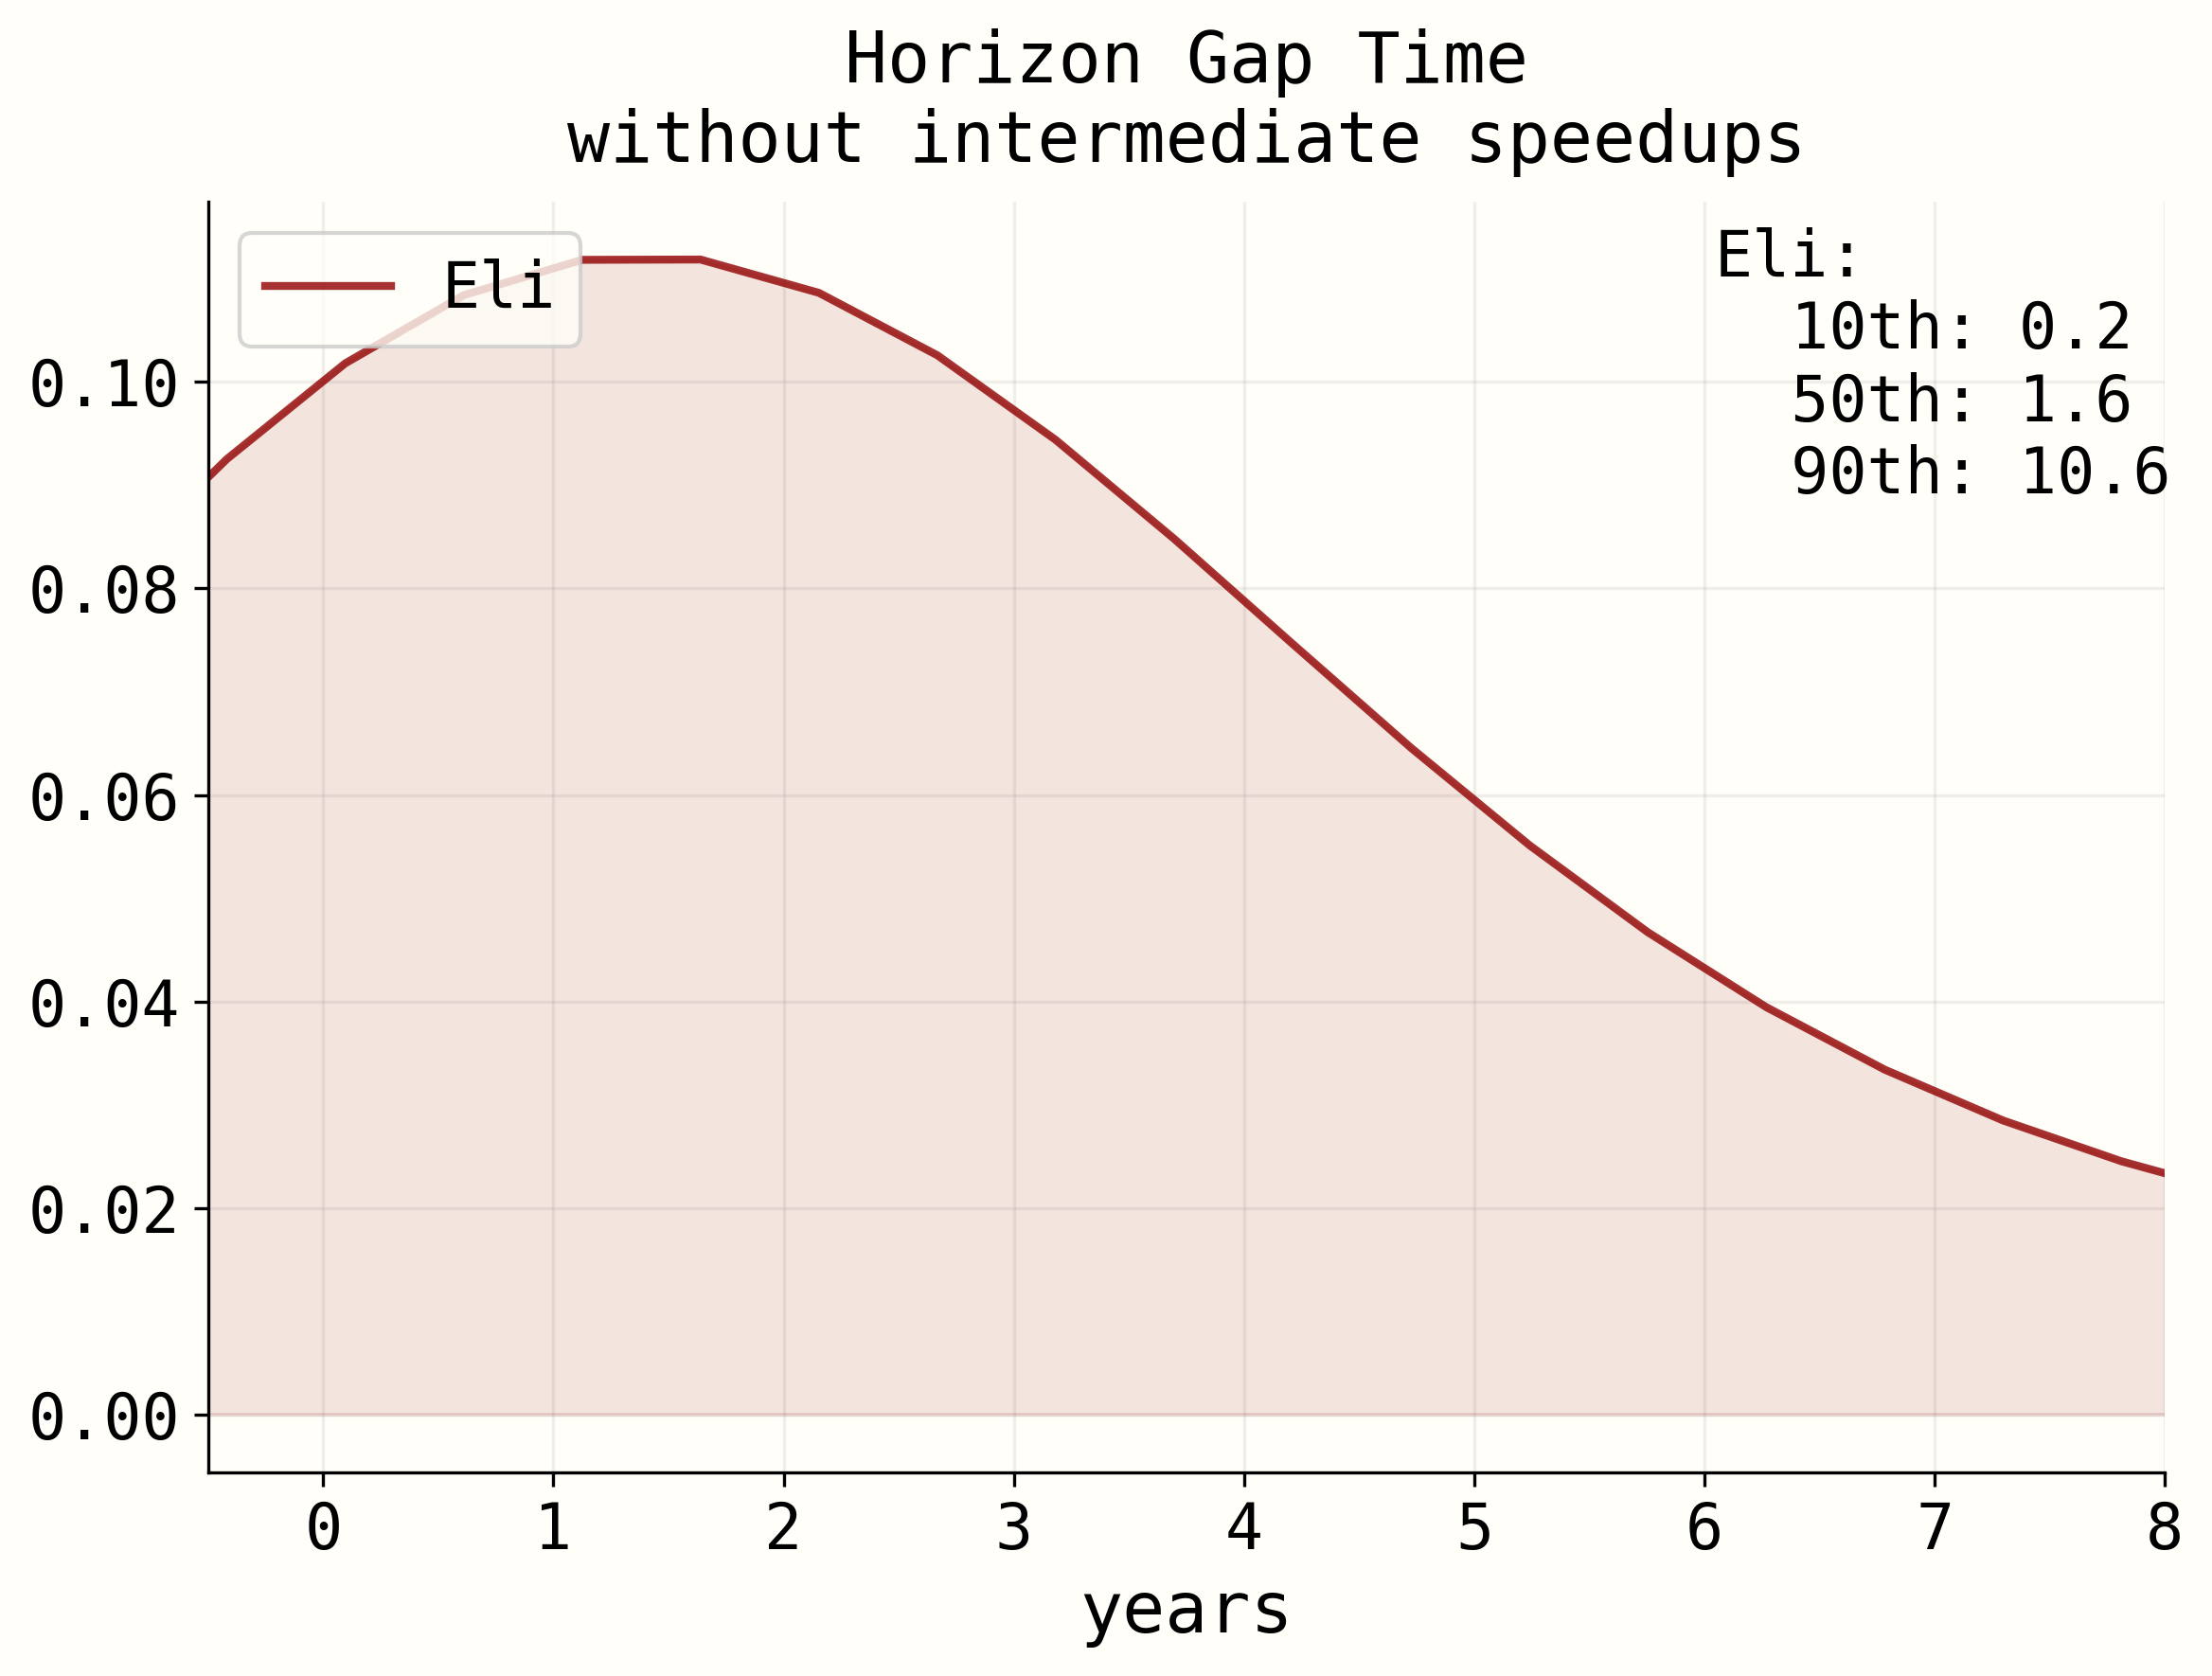 Horizon Gap Time
without intermediate speedups
Eli
Eli:
10th: 0.2
50th: 1.6
90th: 10.6
0.10
0.08
0.06
0.04
0.02
0.00
0 1 2 3 4 5 6 7 8
years